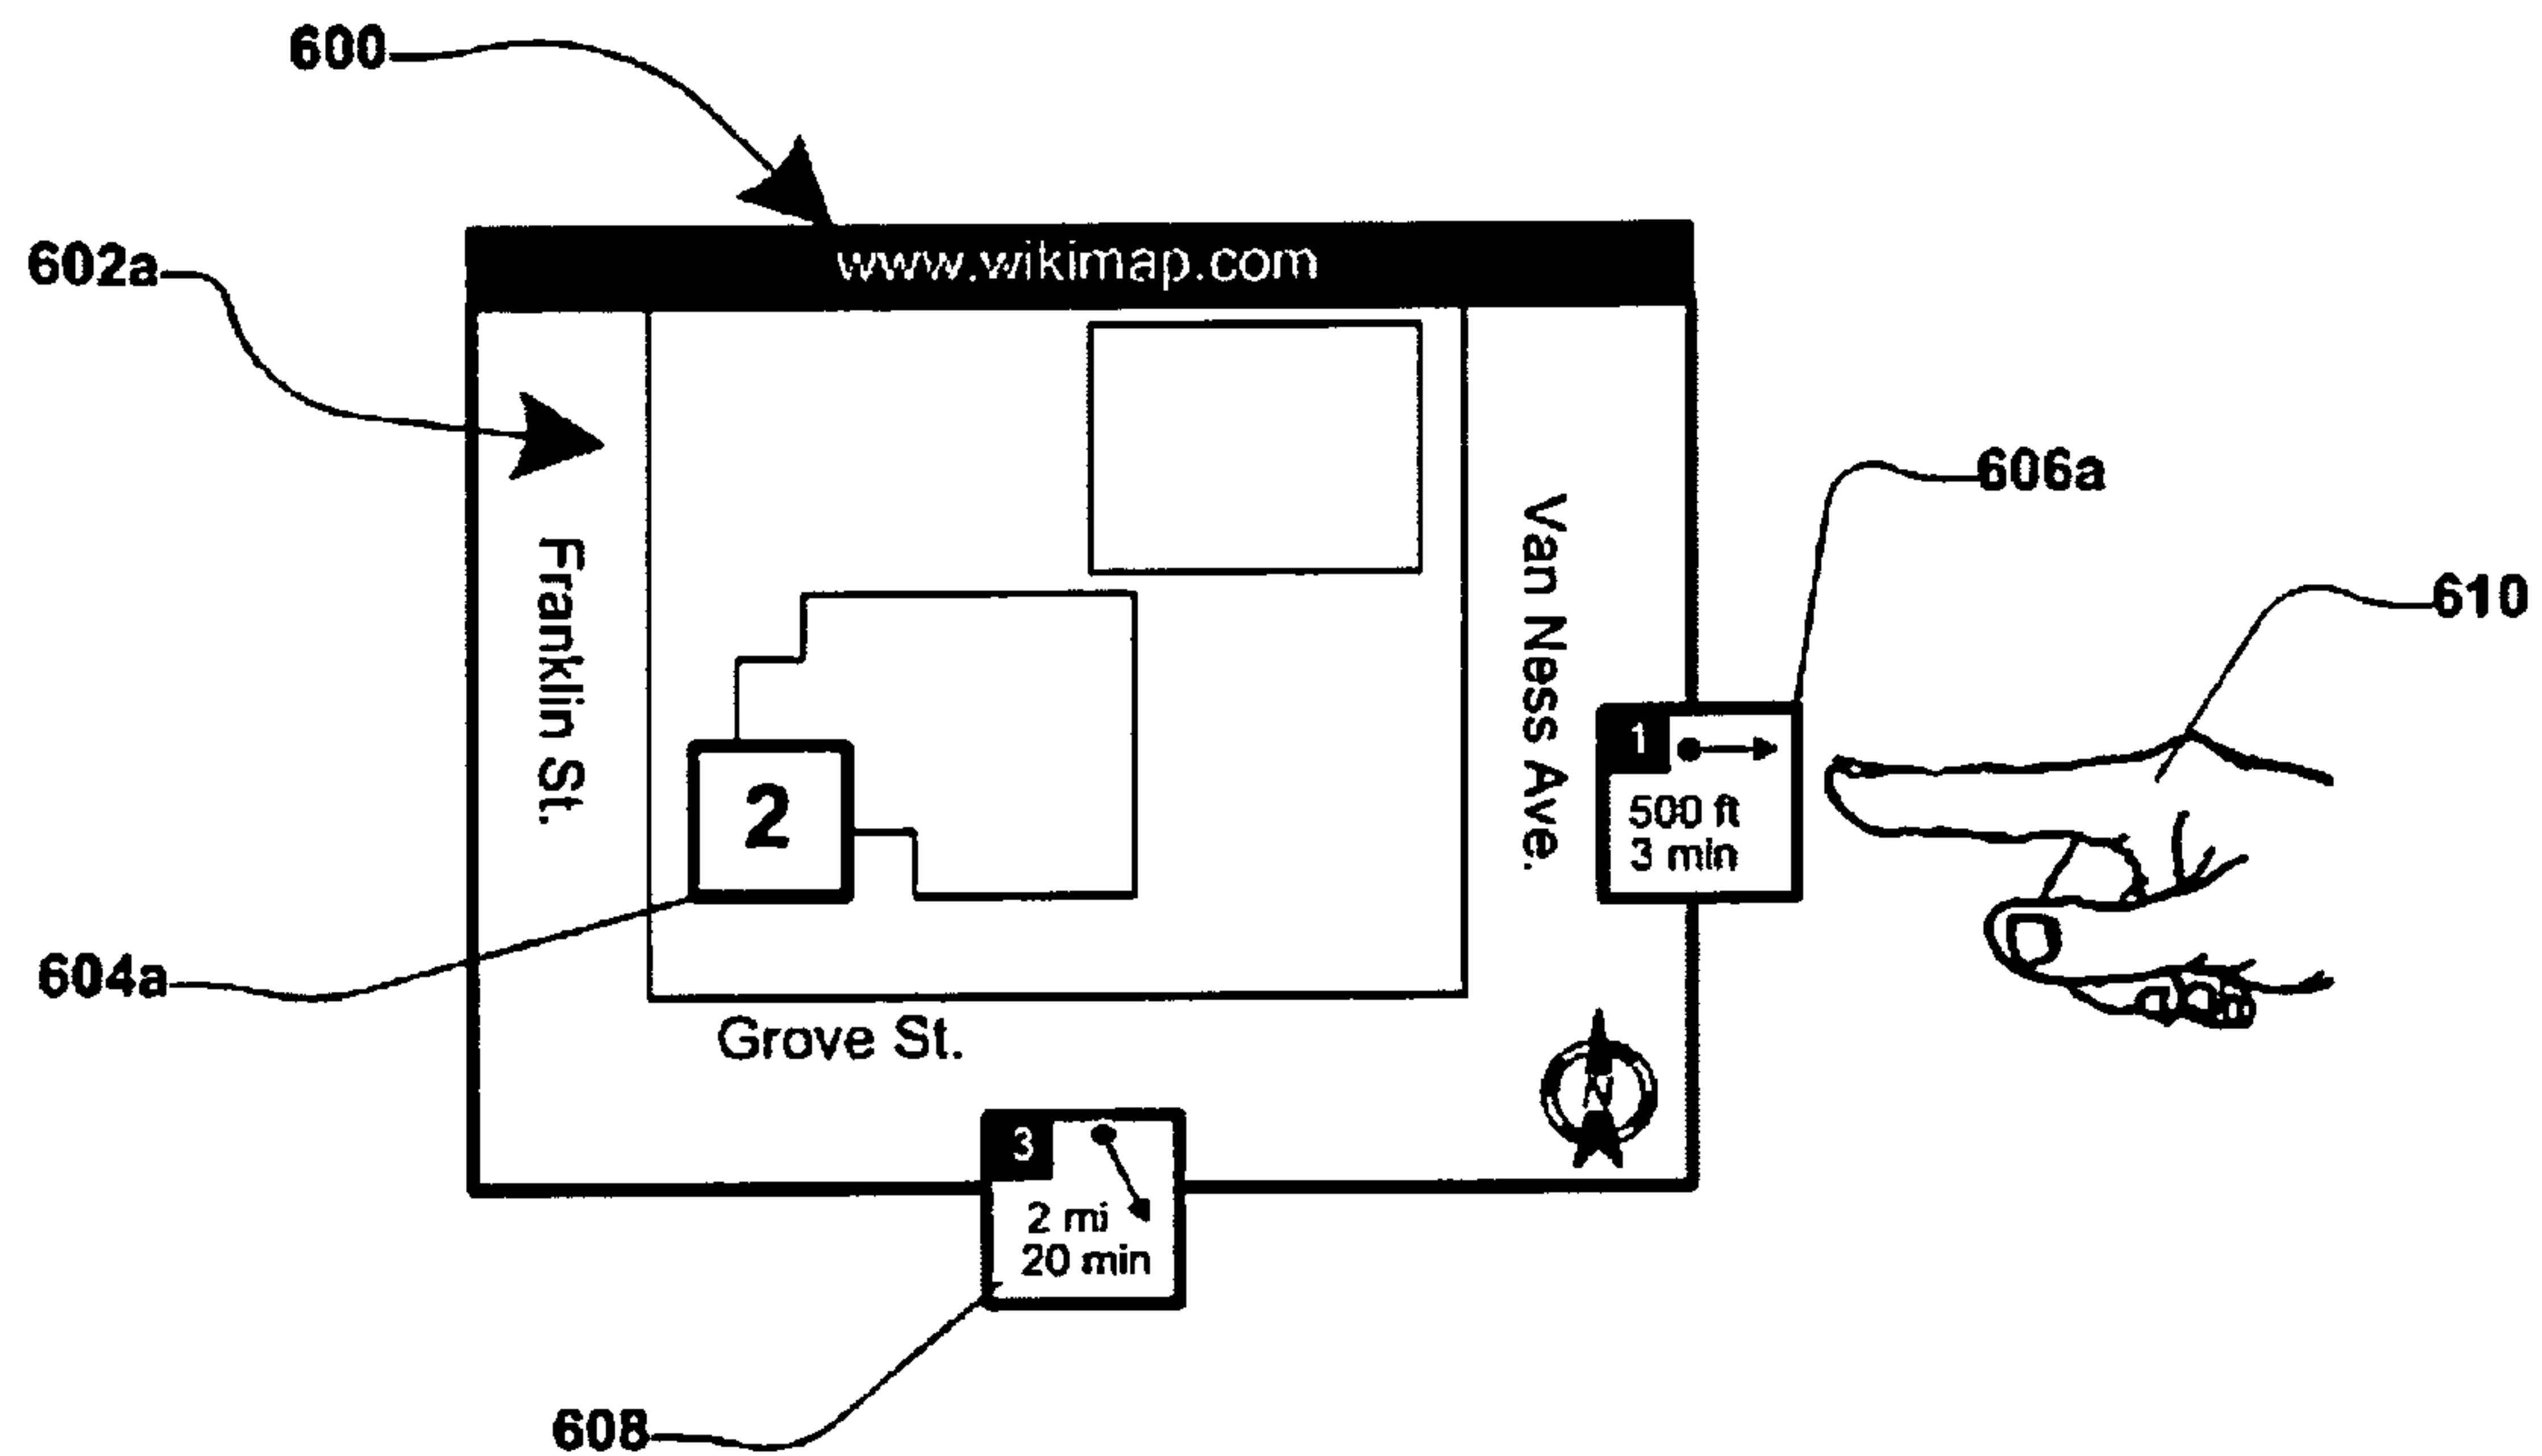 600
www.wikimap.com
602a
606a
Franklin St.
Van Ness Ave.
610
1
500 ft
3 min
2
604a
Grove St.
N
3
2 mi
20 min
608